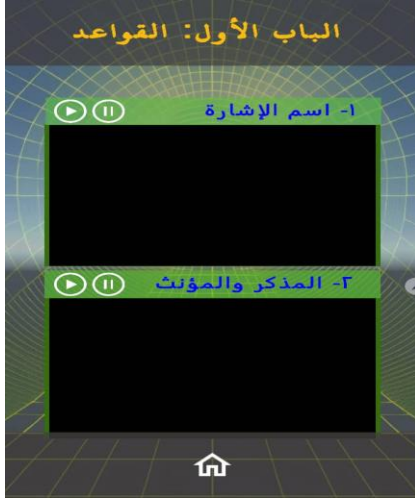 الباب الأول: القواعد
١- اسم الإشارة
٢- المذكر والمؤنث